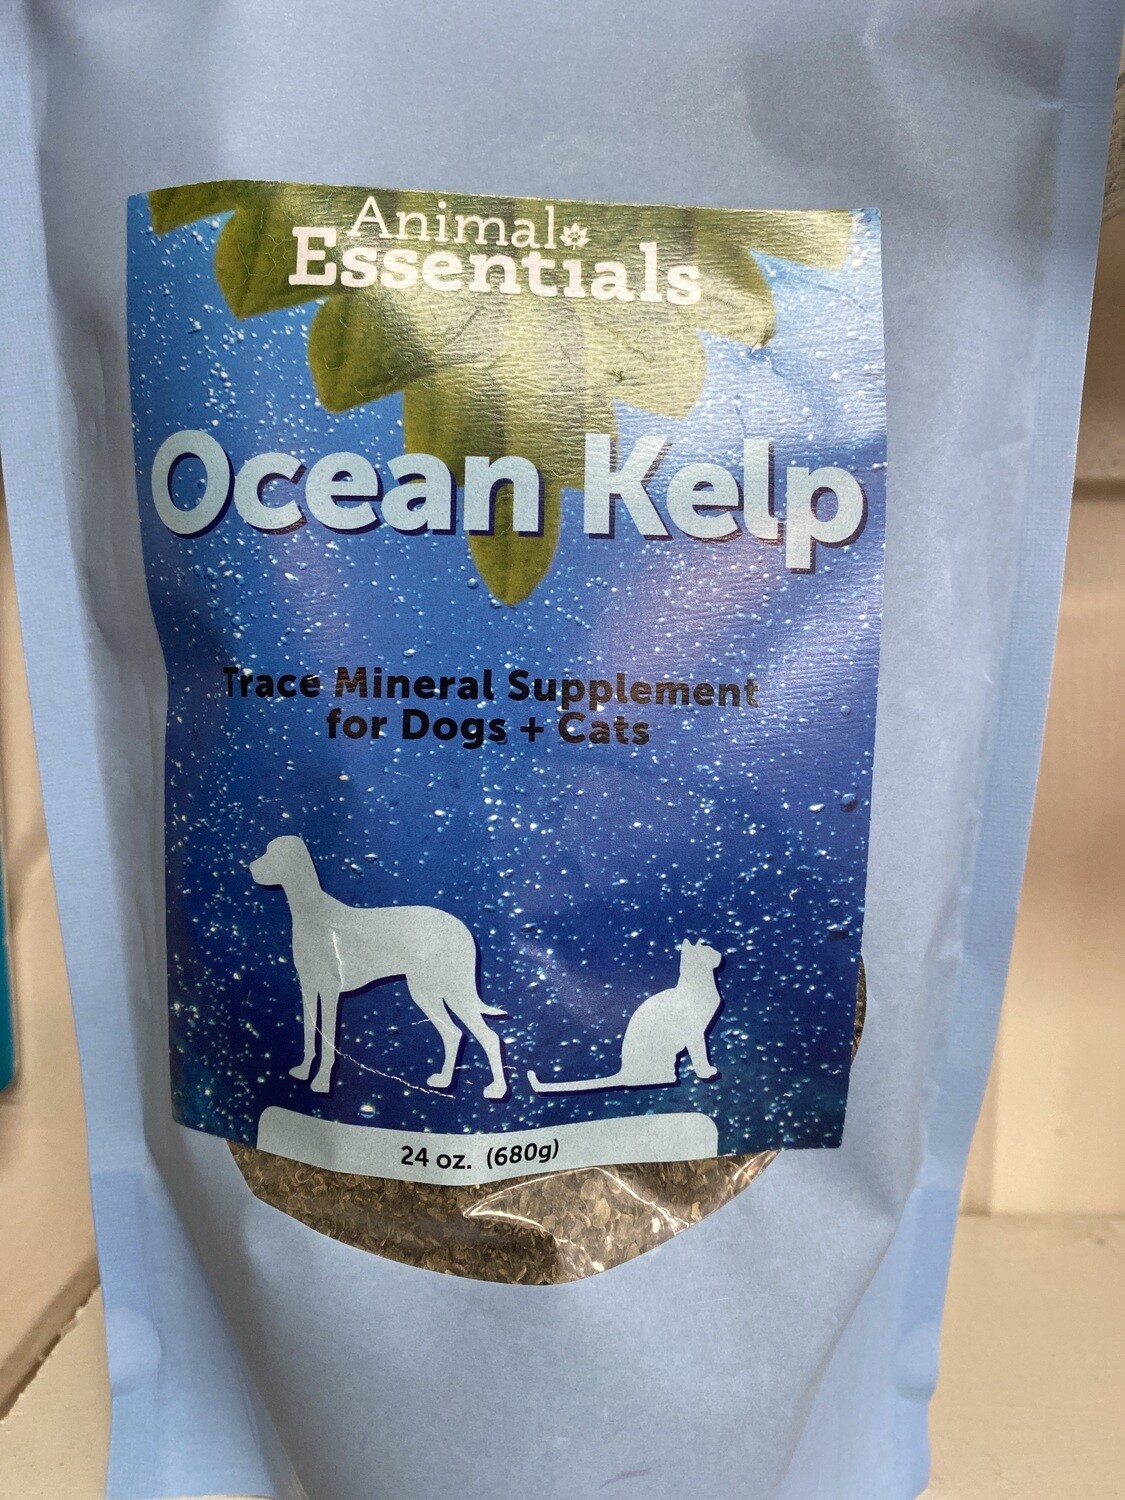 Animal
Essentials
Ocean Kelp
Trace Mineral Supplement
for Dogs + Cats
24 oz. (680g)